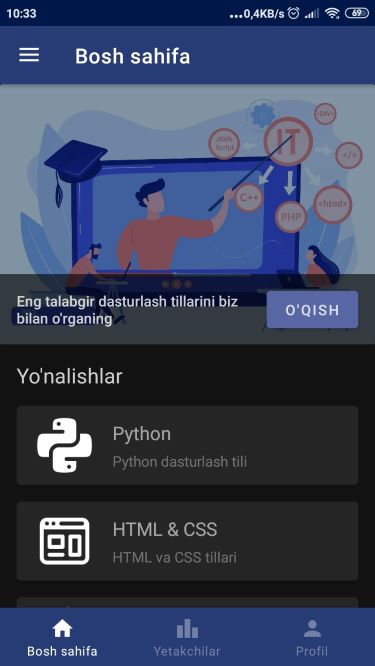 10:33
...0,4KB/s
69
Bosh sahifa
JAVA
Script
IT
<DIV>
</>
C++
PHP
<html>
Eng talabgir dasturlash tillarini biz
bilan o'rganing
O'QISH
Yo'nalishlar
Python
Python dasturlash tili
HTML & CSS
HTML va CSS tillari
Bosh sahifa
Yetakchilar
Profil